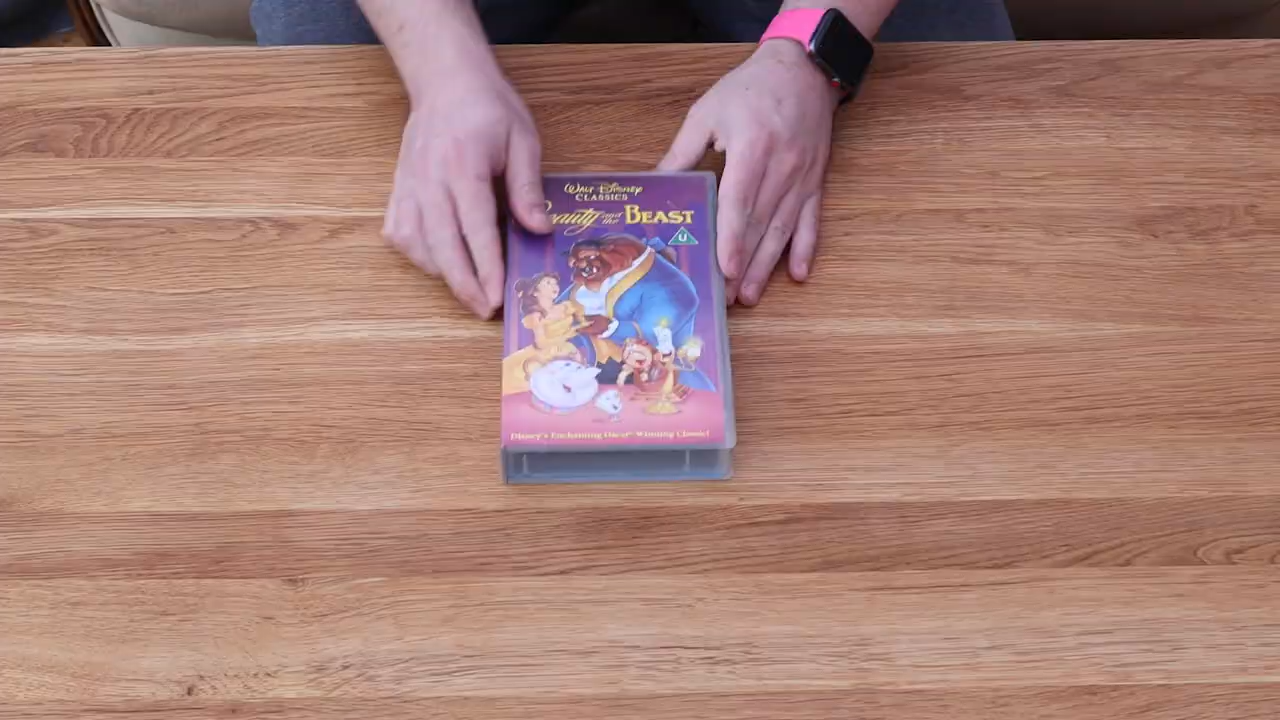 WALT DISNEY
CLASSICS
Beauty and the BEAST
U
Disney's Enchanting Oscar® Winning Classic!